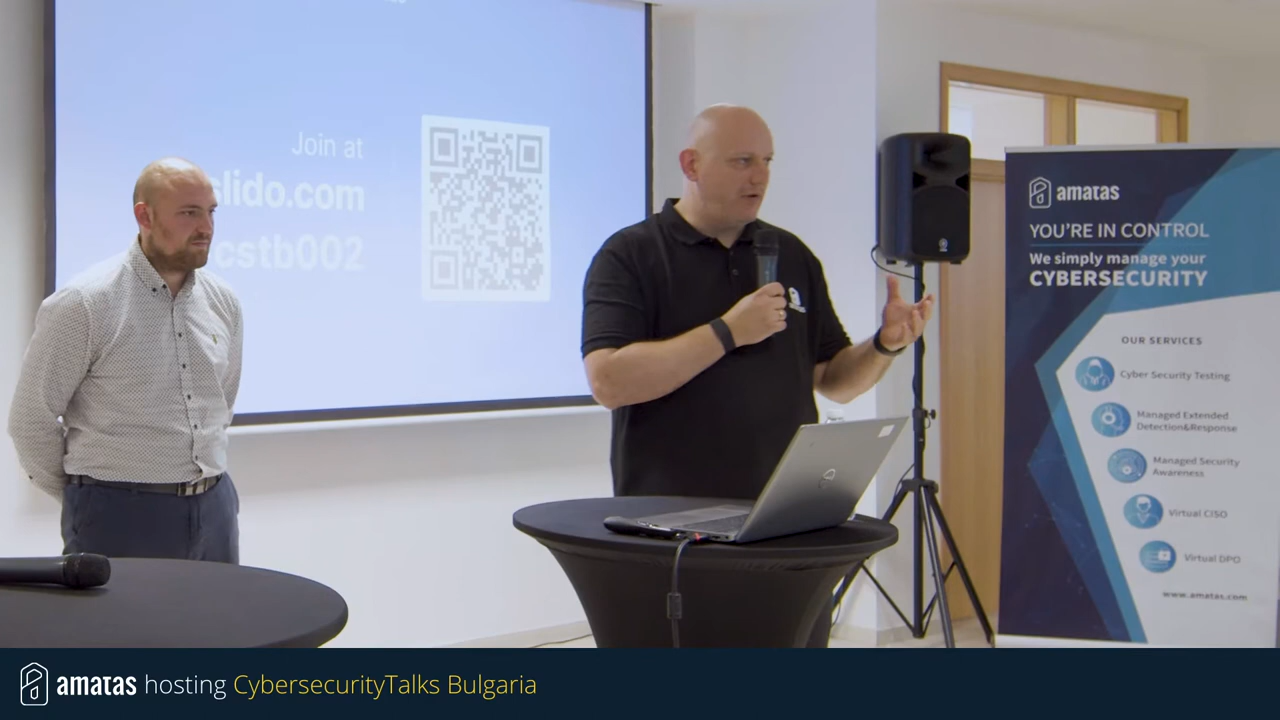 Join at
slido.com
cstb002
amatas
YOU'RE IN CONTROL
We simply manage your
CYBERSECURITY
OUR SERVICES
Cyber Security Testing
Managed Extended
Detection&Response
Managed Security
Awareness
Virtual CISO
Virtual DPO
www.amatas.com
amatas hosting CybersecurityTalks Bulgaria